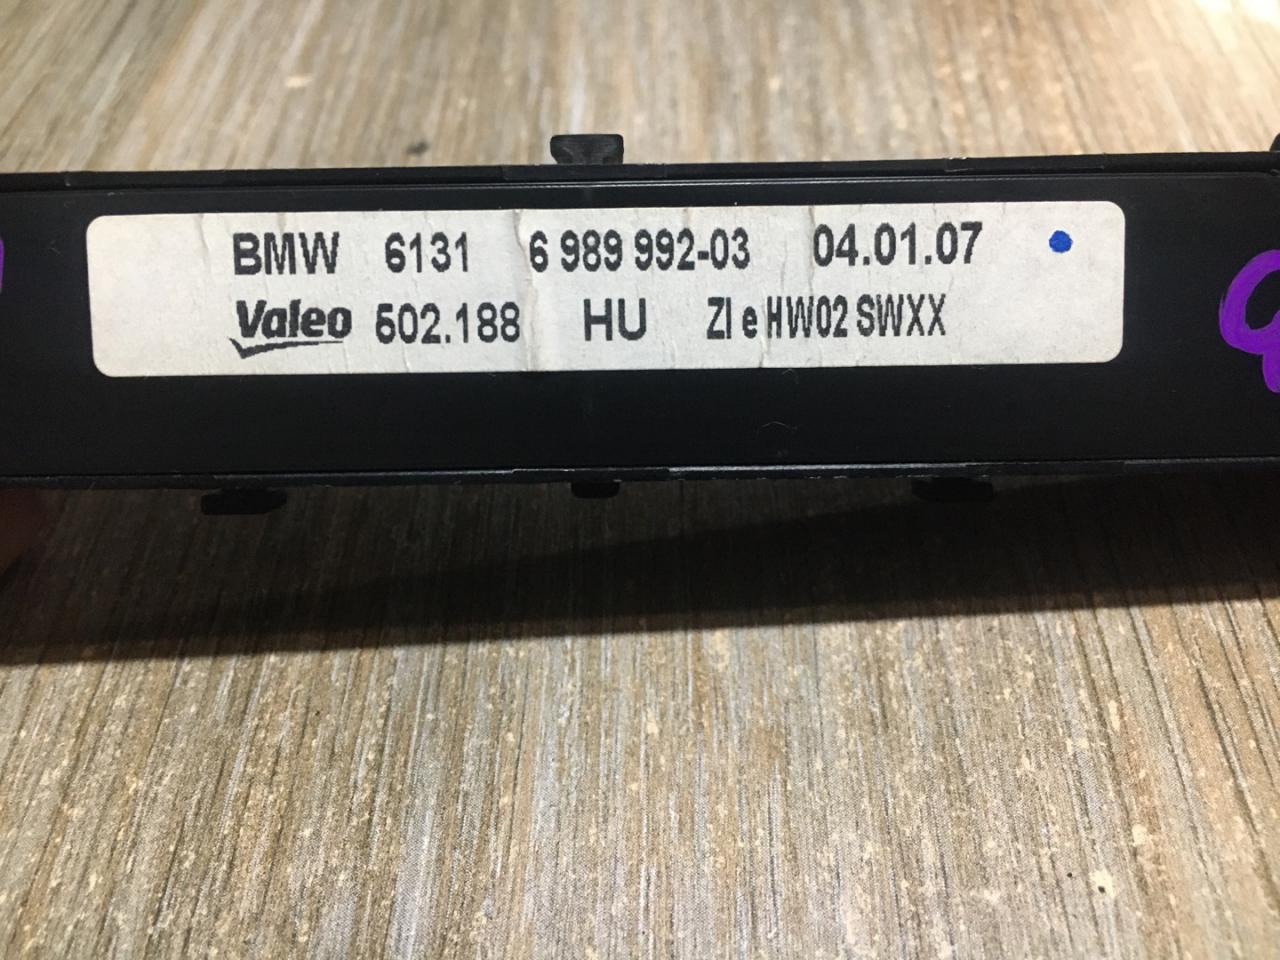 BMW 6131 6 989 992-03 04.01.07
Valeo 502.188 HU ZI e HW02 SWXX